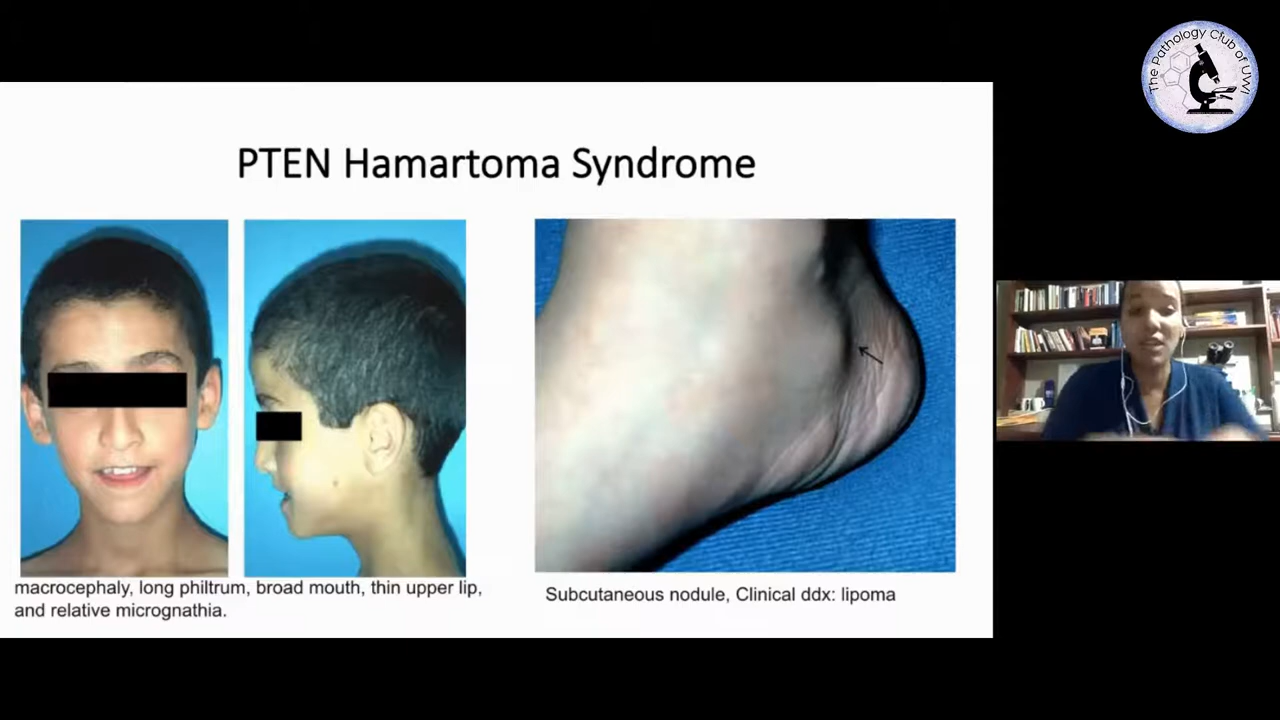 The Pathology Club of UWI
PTEN Hamartoma Syndrome
macrocephaly, long philtrum, broad mouth, thin upper lip,
and relative micrognathia.
Subcutaneous nodule, Clinical ddx: lipoma